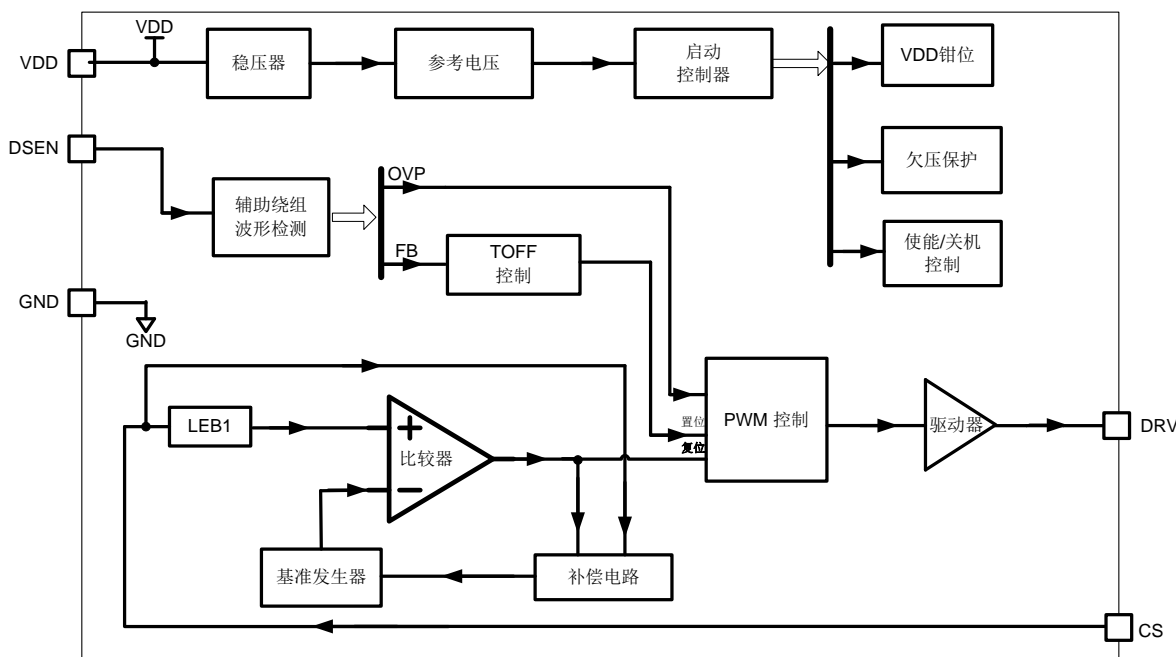 VDD
VDD
稳压器
参考电压
启动
控制器
VDD钳位
DSEN
OVP
欠压保护
辅助绕组
波形检测
FB
TOFF
控制
使能/关机
控制
GND
GND
LEB1
比较器
置位
复位
PWM 控制
驱动器
DRV
基准发生器
补偿电路
CS